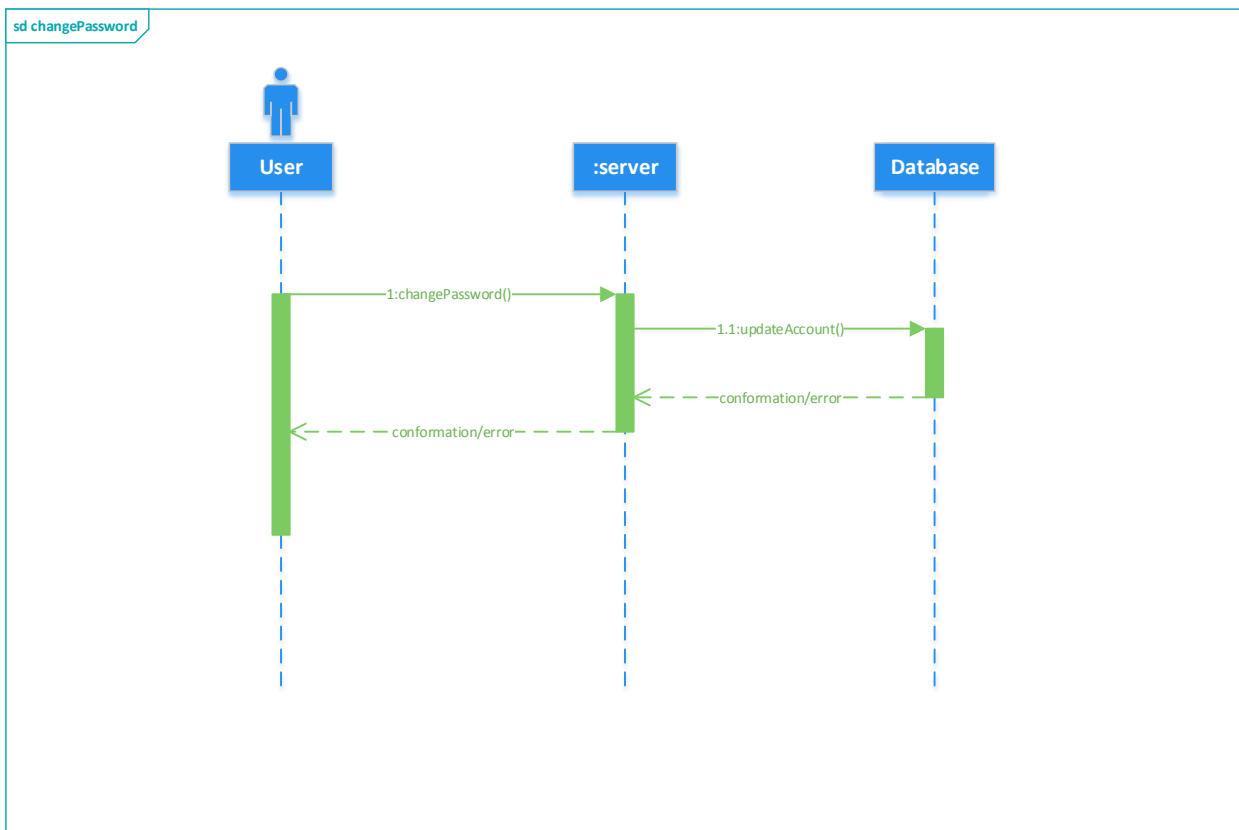 sd changePassword
User
:server
Database
1:changePassword()
1.1:updateAccount()
conformation/error
conformation/error